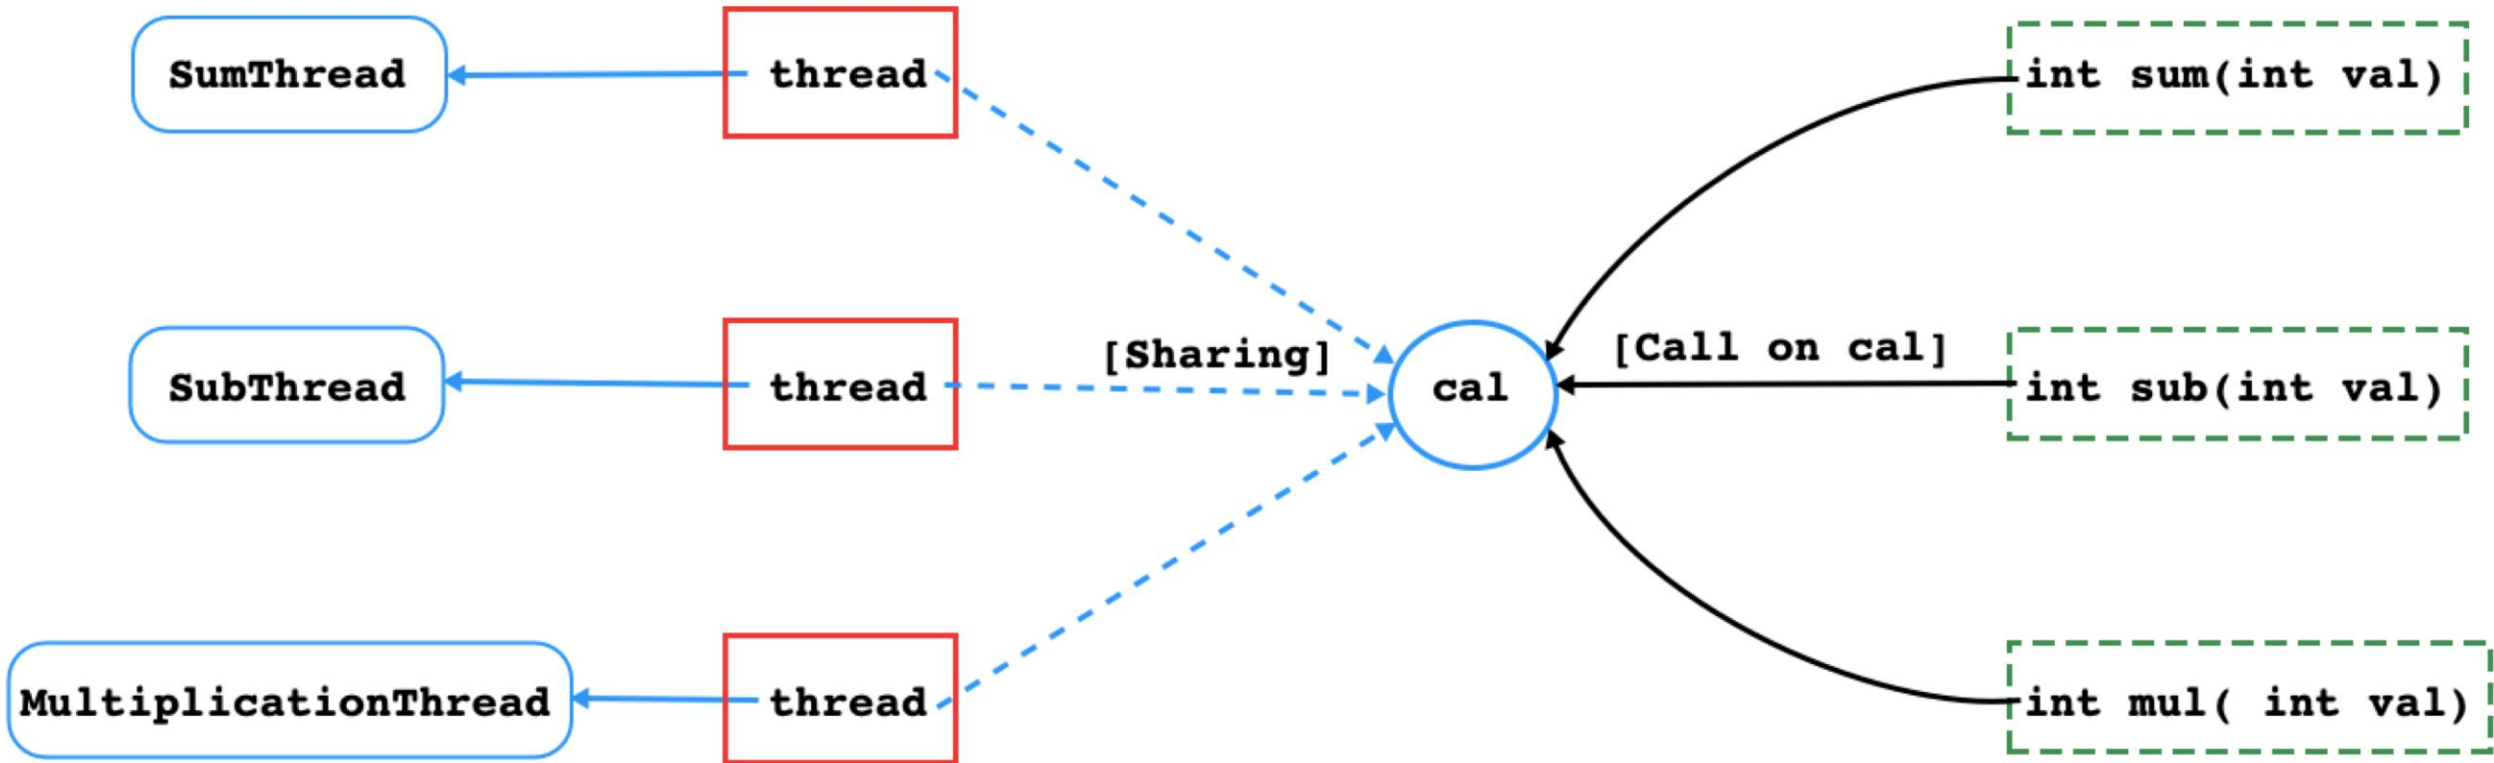 SumThread
thread
int sum(int val)
[Sharing]
[Call on cal]
SubThread
thread
cal
int sub(int val)
MultiplicationThread
thread
int mul( int val)